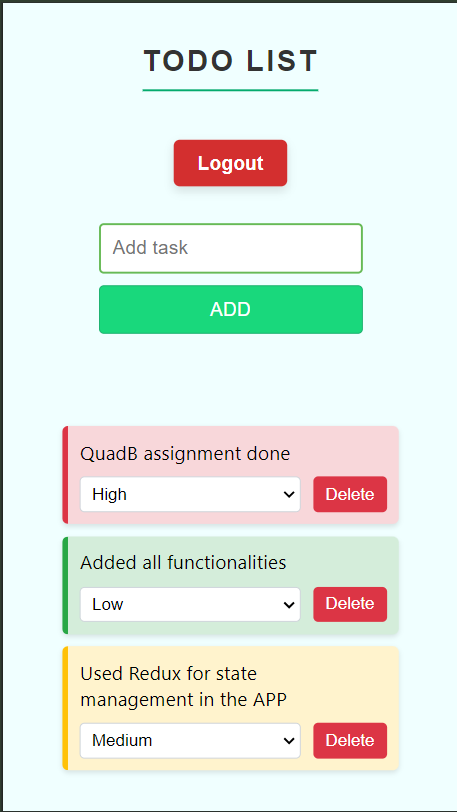 TODO LIST
Logout
Add task
ADD
QuadB assignment done
High
Delete
Added all functionalities
Low
Delete
Used Redux for state
management in the APP
Medium
Delete